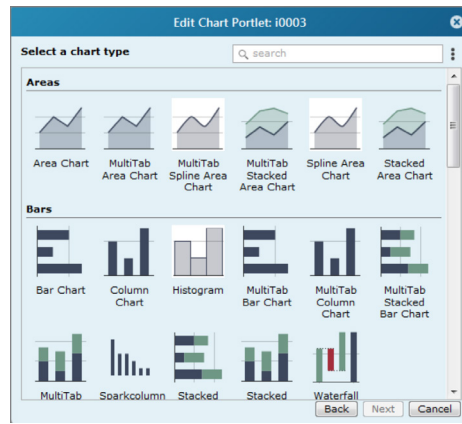 Edit Chart Portlet: i0003
Select a chart type
search
Areas
Area Chart
MultiTab
Area Chart
MultiTab
Spline Area
Chart
MultiTab
Stacked
Area Chart
Spline Area
Chart
Stacked
Area Chart
Bars
Bar Chart
Column
Chart
Histogram
MultiTab
Bar Chart
MultiTab
Column
Chart
MultiTab
Stacked
Bar Chart
MultiTab
Sparkcolumn
Stacked
Stacked
Waterfall
Back
Next
Cancel